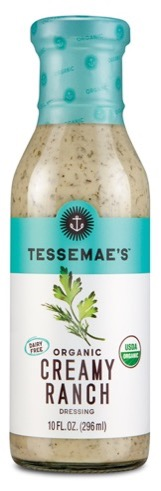 TESSEMAE'S
DAIRY
FREE
USDA
ORGANIC
ORGANIC
CREAMY
RANCH
DRESSING
10 FL. OZ. (296 ml)